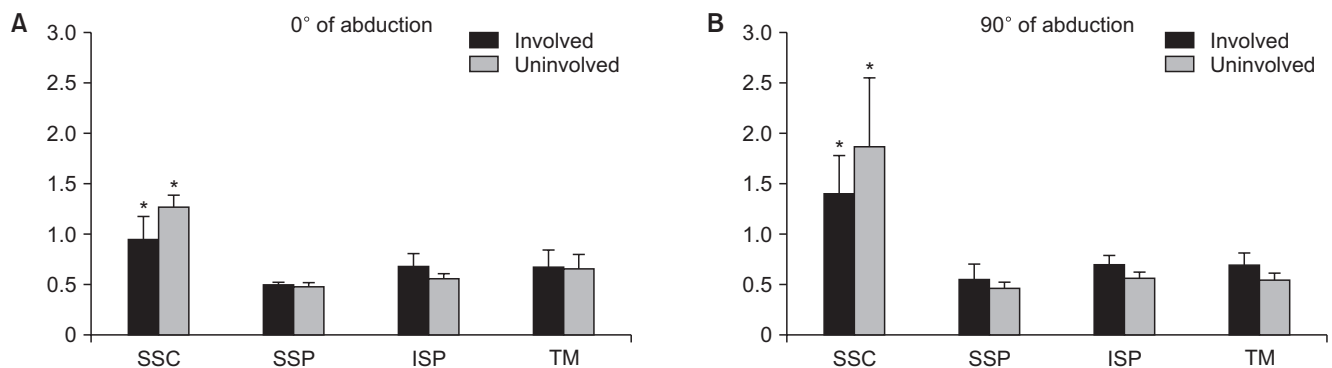 A
0° of abduction
Involved
Uninvolved
3.0
2.5
2.0
1.5
1.0
0.5
0
*
*
SSC SSP ISP TM
B
90° of abduction
Involved
Uninvolved
3.0
2.5
2.0
1.5
1.0
0.5
0
*
*
SSC SSP ISP TM